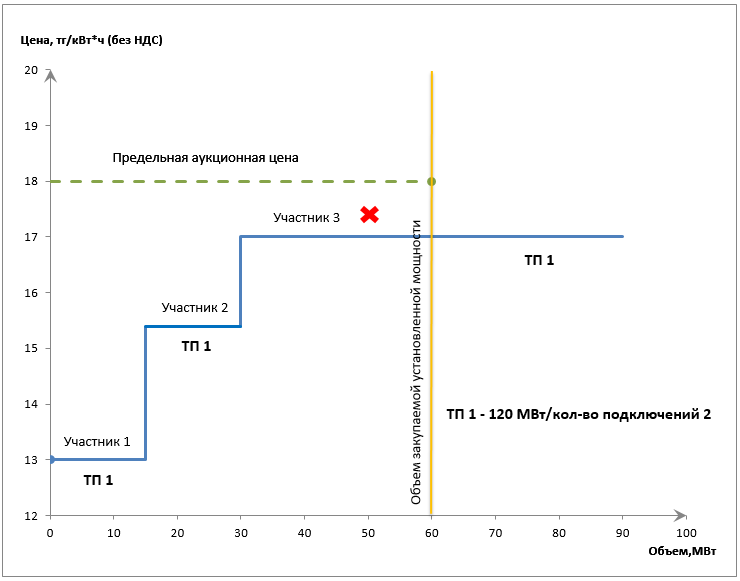 Цена, тг/кВт*ч (без НДС)
20
19
Предельная аукционная цена
18
Участник 3
17
ТП 1
16
Участник 2
ТП 1
15
Объем закупаемой установленной мощности
14
ТП 1 - 120 МВт/кол-во подключений 2
Участник 1
13
ТП 1
12
0 10 20 30 40 50 60 70 80 90 100
Объем,МВт